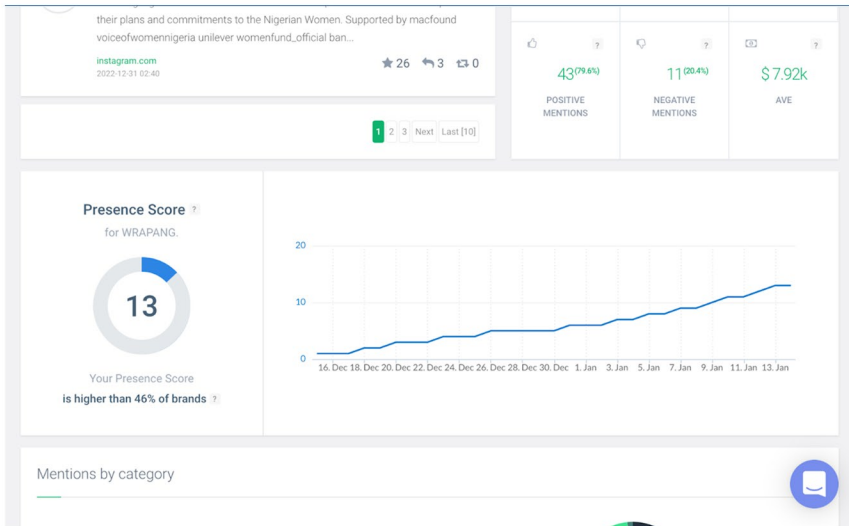 their plans and commitments to the Nigerian Women. Supported by macfound
voiceofwomennigeria unilever womenfund_official ban...
instagram.com
2022-12-31 02:40
26 3 0
1 2 3 Next Last [10]
? ? ?
43(79.6%) 11(20.4%) $7.92k
POSITIVE MENTIONS
NEGATIVE MENTIONS
AVE
Presence Score ?
for WRAPANG.
13
Your Presence Score
is higher than 46% of brands ?
20
10
0
16. Dec 18. Dec 20. Dec 22. Dec 24. Dec 26. Dec 28. Dec 30. Dec 1. Jan 3. Jan 5. Jan 7. Jan 9. Jan 11. Jan 13. Jan
Mentions by category